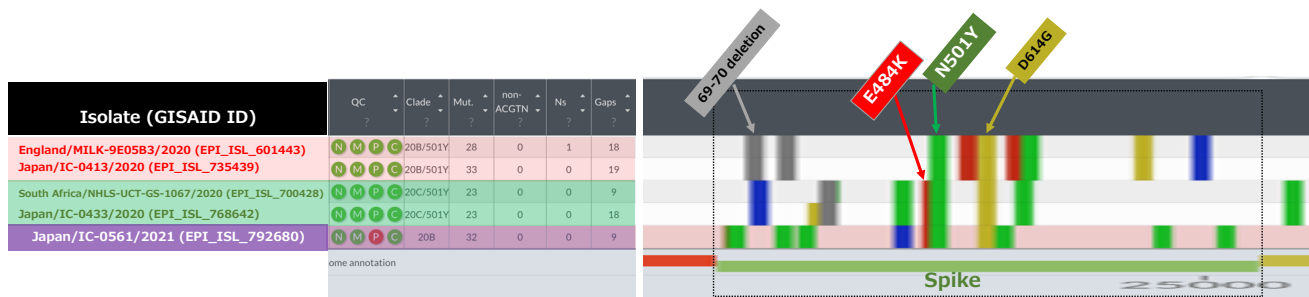 Isolate (GISAID ID)
QC Clade Mut. non-ACGTN Ns Gaps
? ? ? ? ? ?
England/MILK-9E05B3/2020 (EPI_ISL_601443) N M P C 20B/501Y 28 0 1 18
Japan/IC-0413/2020 (EPI_ISL_735439) N M P C 20B/501Y 33 0 0 19
South Africa/NHLS-UCT-GS-1067/2020 (EPI_ISL_700428) N M P C 20C/501Y 23 0 0 9
Japan/IC-0433/2020 (EPI_ISL_768642) N M P C 20C/501Y 23 0 0 18
Japan/IC-0561/2021 (EPI_ISL_792680) N M P C 20B 32 0 0 9
ome annotation
69-70 deletion
E484K
N501Y
D614G
Spike
25000